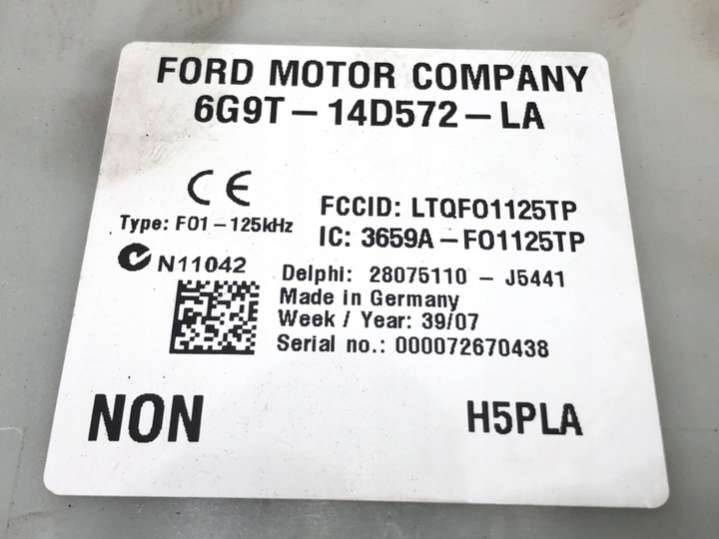 FORD MOTOR COMPANY
6G9T-14D572-LA
CE
FCCID: LTQFO1125TP
Type: FO1-125kHz
IC: 3659A-FO1125TP
N11042
Delphi: 28075110 - J5441
Made in Germany
Week / Year: 39/07
Serial no.: 000072670438
NON
H5PLA